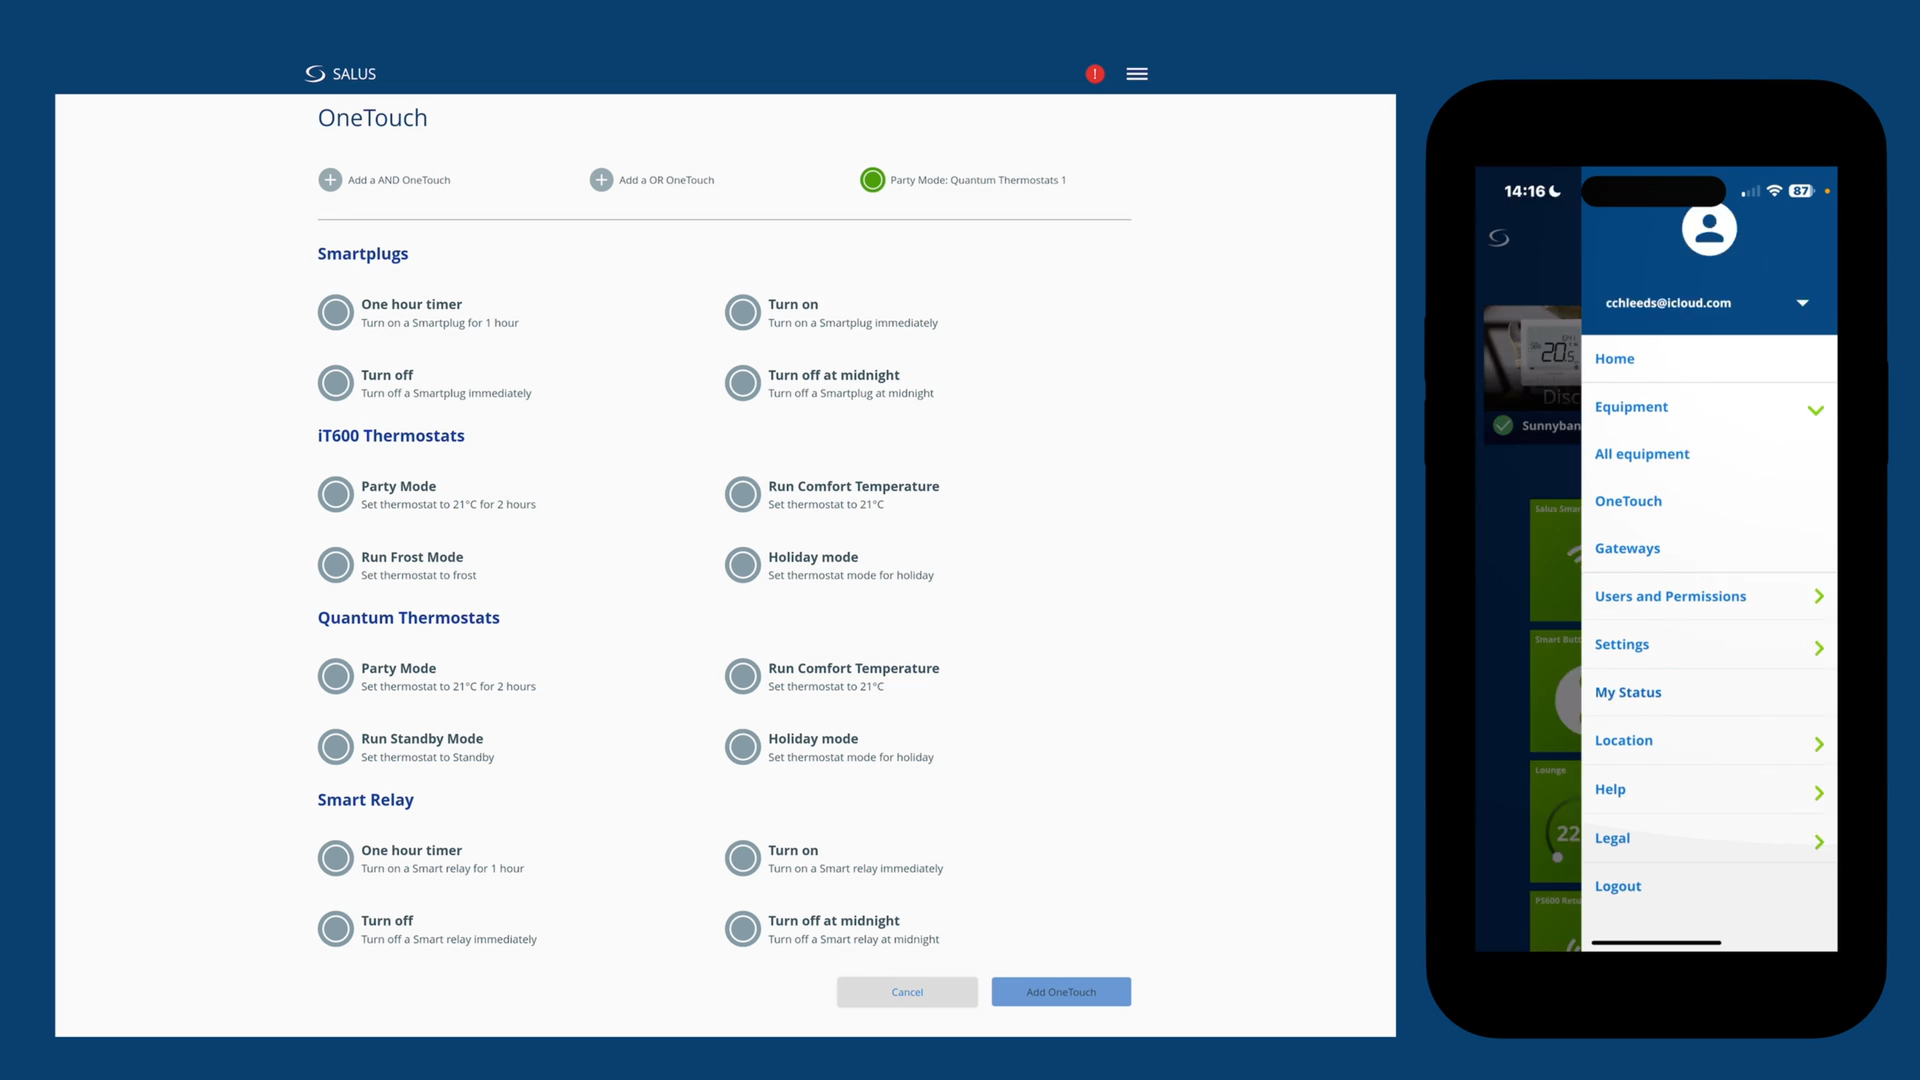 SALUS
!
OneTouch
Add a AND OneTouch
Add a OR OneTouch
Party Mode: Quantum Thermostats 1
Smartplugs
One hour timer
Turn on a Smartplug for 1 hour
Turn on
Turn on a Smartplug immediately
Turn off
Turn off a Smartplug immediately
Turn off at midnight
Turn off a Smartplug at midnight
iT600 Thermostats
Party Mode
Set thermostat to 21°C for 2 hours
Run Comfort Temperature
Set thermostat to 21°C
Run Frost Mode
Set thermostat to frost
Holiday mode
Set thermostat mode for holiday
Quantum Thermostats
Party Mode
Set thermostat to 21°C for 2 hours
Run Comfort Temperature
Set thermostat to 21°C
Run Standby Mode
Set thermostat to Standby
Holiday mode
Set thermostat mode for holiday
Smart Relay
One hour timer
Turn on a Smart relay for 1 hour
Turn on
Turn on a Smart relay immediately
Turn off
Turn off a Smart relay immediately
Turn off at midnight
Turn off a Smart relay at midnight
Cancel
Add OneTouch
14:16
87
cchleeds@icloud.com
Home
Equipment
All equipment
OneTouch
Gateways
Users and Permissions
Settings
My Status
Location
Help
Legal
Logout
20.5
Disc
Sunnyban
Salus Smar
Smart Butt
Lounge
22
PS600 Retu